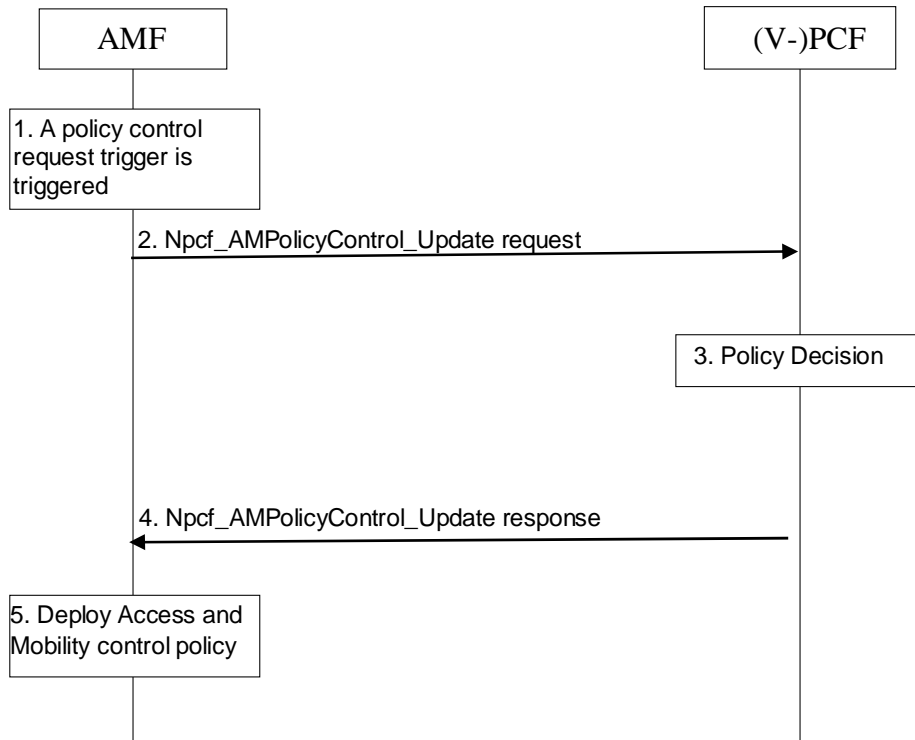 AMF
(V-)PCF
1. A policy control
request trigger is
triggered
2. Npcf_AMPolicyControl_Update request
3. Policy Decision
4. Npcf_AMPolicyControl_Update response
5. Deploy Access and
Mobility control policy